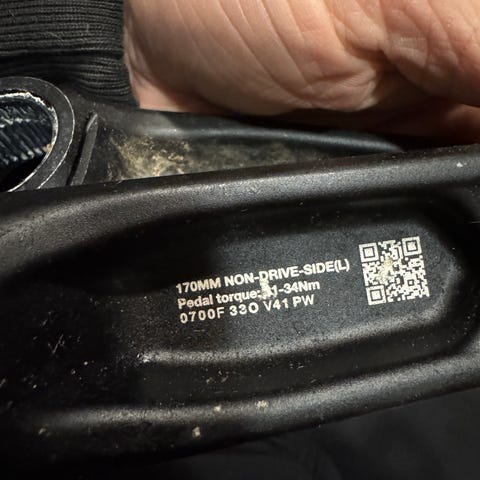 170MM NON-DRIVE-SIDE(L)
Pedal torque: 31-34Nm
0700F 33O V41 PW